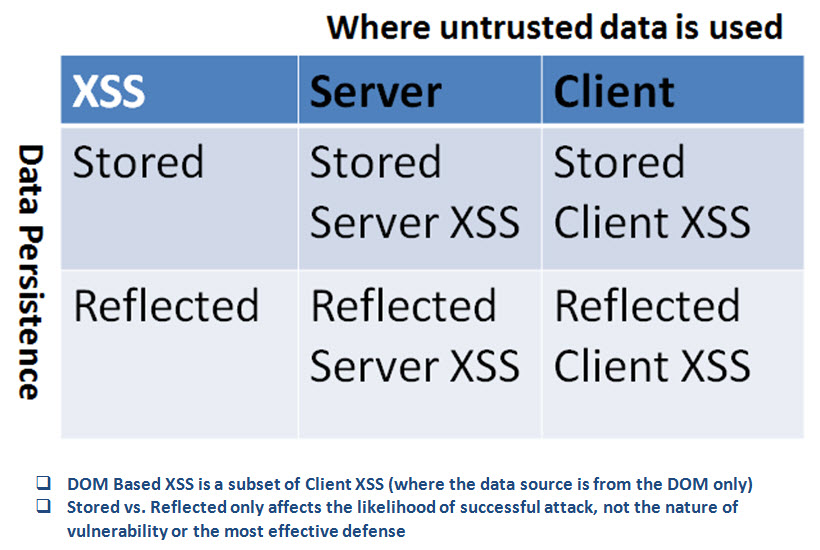 Where untrusted data is used
XSS Server Client
Data Persistence
Stored Stored Stored
Server XSS Client XSS
Reflected Reflected Reflected
Server XSS Client XSS
❑ DOM Based XSS is a subset of Client XSS (where the data source is from the DOM only)
❑ Stored vs. Reflected only affects the likelihood of successful attack, not the nature of
vulnerability or the most effective defense